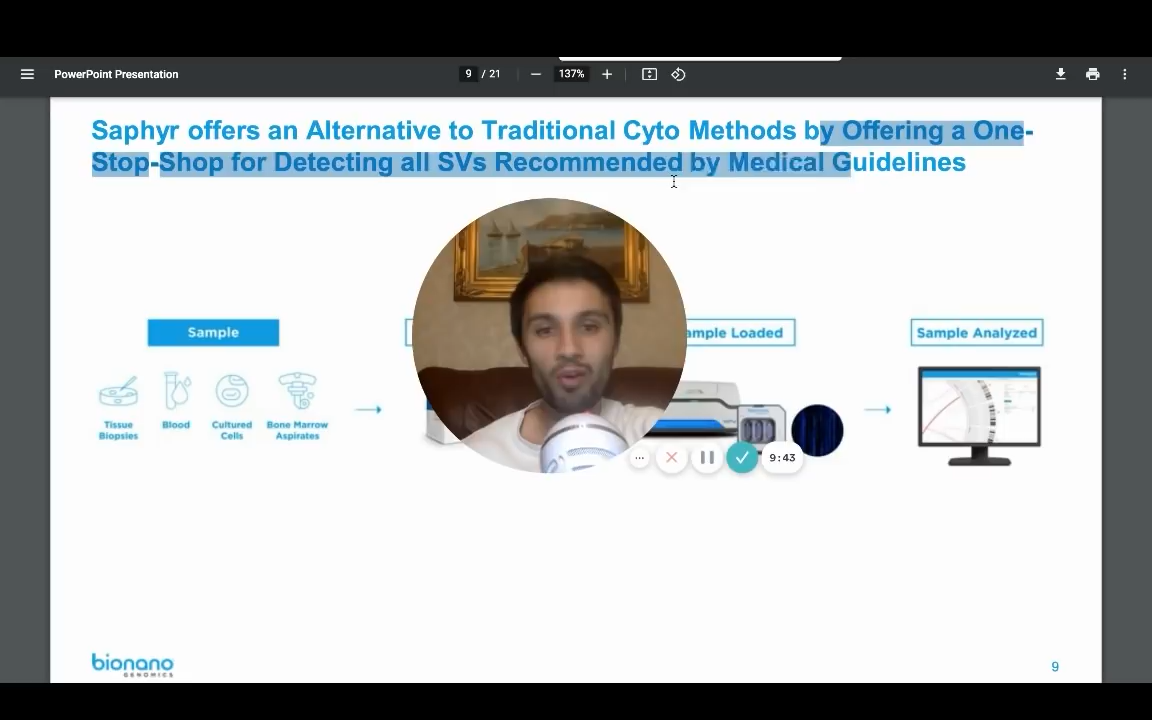 PowerPoint Presentation
9 / 21
137%
Saphyr offers an Alternative to Traditional Cyto Methods by Offering a One-
Stop-Shop for Detecting all SVs Recommended by Medical Guidelines
Sample
Loaded
Sample Analyzed
Tissue
Biopsies
Blood
Cultured
Cells
Bone Marrow
Aspirates
9:43
bionano
GENOMICS
9